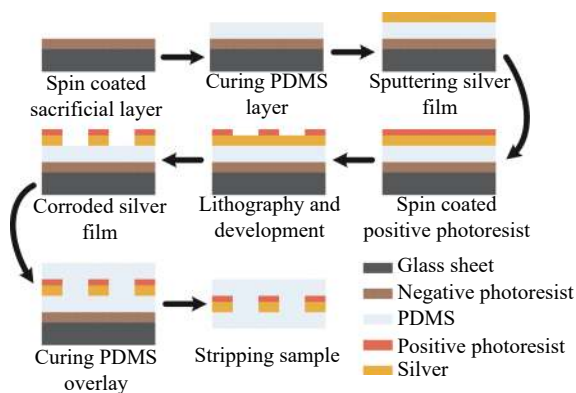 Spin coated
sacrificial layer
Curing PDMS
layer
Sputtering silver
film
Corroded silver
film
Lithography and
development
Spin coated
positive photoresist
Curing PDMS
overlay
Stripping sample
Glass sheet
Negative photoresist
PDMS
Positive photoresist
Silver